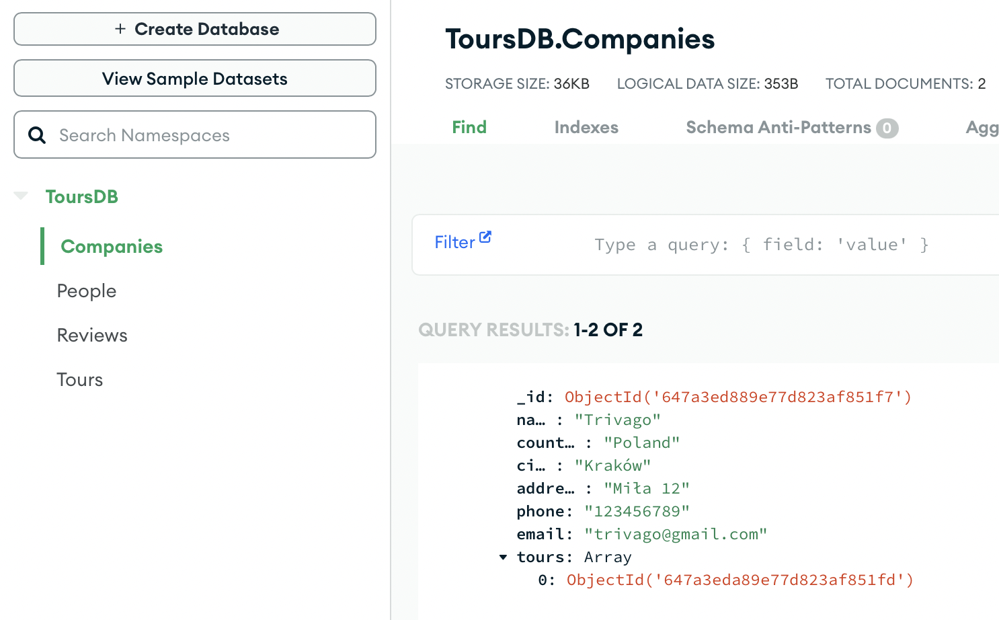 + Create Database
View Sample Datasets
Search Namespaces
ToursDB
Companies
People
Reviews
Tours
ToursDB.Companies
STORAGE SIZE: 36KB LOGICAL DATA SIZE: 353B TOTAL DOCUMENTS: 2
Find Indexes Schema Anti-Patterns 0 Agg
Filter Type a query: { field: 'value' }
QUERY RESULTS: 1-2 OF 2
_id: ObjectId('647a3ed889e77d823af851f7')
na… : "Trivago"
count… : "Poland"
ci… : "Kraków"
addre… : "Miła 12"
phone: "123456789"
email: "trivago@gmail.com"
tours: Array
0: ObjectId('647a3eda89e77d823af851fd')